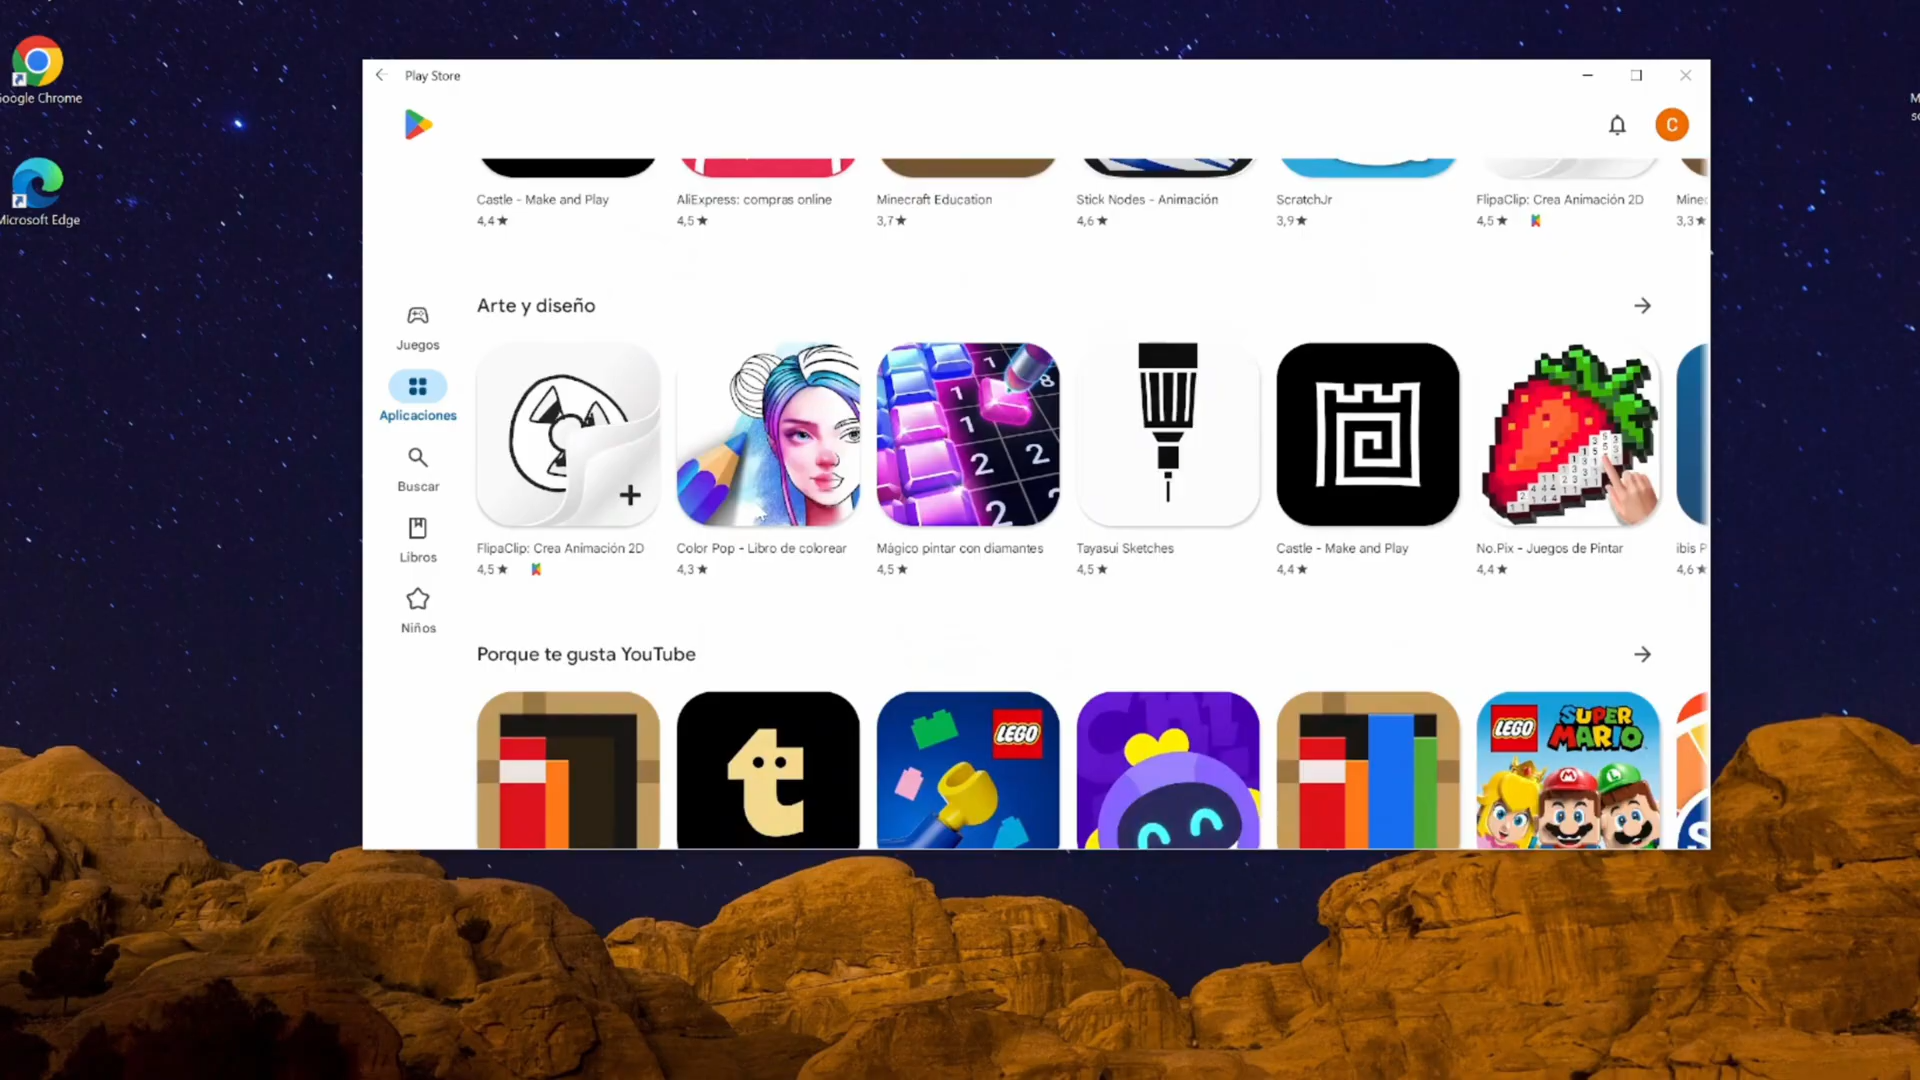 Google Chrome
Microsoft Edge
Play Store
C
Castle - Make and Play
4,4★
AliExpress: compras online
4,5★
Minecraft Education
3,7★
Stick Nodes - Animación
4,6★
ScratchJr
3,9★
FlipaClip: Crea Animación 2D
4,5★
Minec
3,3★
Arte y diseño
Juegos
Aplicaciones
Buscar
Libros
Niños
FlipaClip: Crea Animación 2D
4,5★
Color Pop - Libro de colorear
4,3★
Mágico pintar con diamantes
4,5★
Tayasui Sketches
4,5★
Castle - Make and Play
4,4★
No.Pix - Juegos de Pintar
4,4★
ibis P
4,6★
Porque te gusta YouTube
LEGO
LEGO
SUPER
MARIO